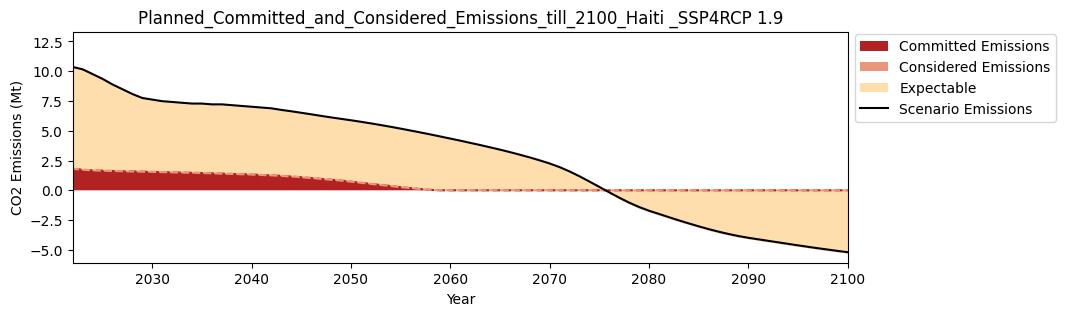 Planned_Committed_and_Considered_Emissions_till_2100_Haiti _SSP4RCP 1.9
12.5
10.0
7.5
5.0
2.5
0.0
−2.5
−5.0
CO2 Emissions (Mt)
2030
2040
2050
2060
2070
2080
2090
2100
Year
Committed Emissions
Considered Emissions
Expectable
Scenario Emissions